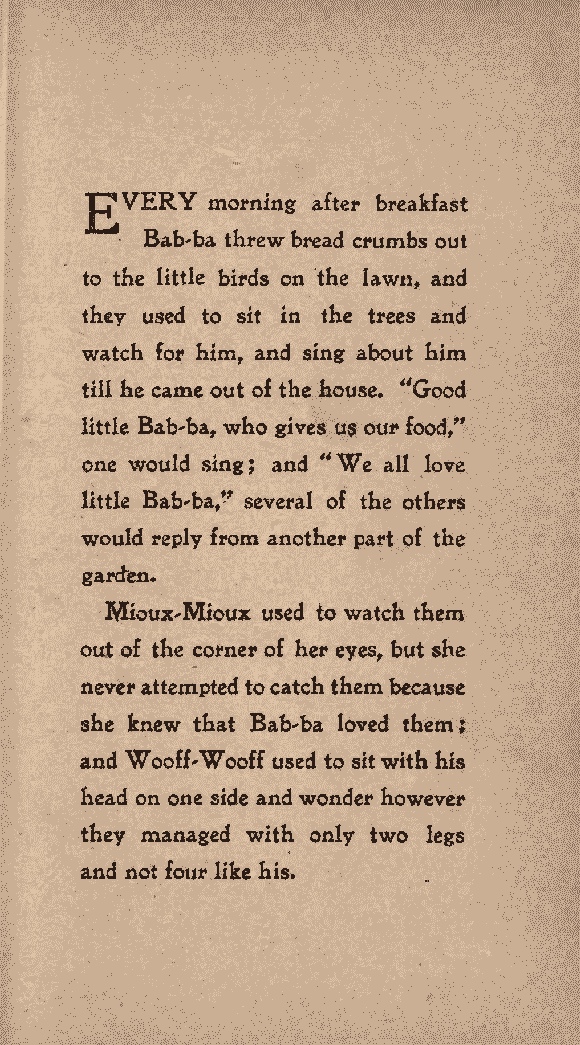 EVERY morning after breakfast
Bab-ba threw bread crumbs out
to the little birds on the lawn, and
they used to sit in the trees and
watch for him, and sing about him
till he came out of the house. "Good
little Bab-ba, who gives us our food,"
one would sing; and "We all love
little Bab-ba," several of the others
would reply from another part of the
garden.
Mioux-Mioux used to watch them
out of the corner of her eyes, but she
never attempted to catch them because
she knew that Bab-ba loved them;
and Wooff-Wooff used to sit with his
head on one side and wonder however
they managed with only two legs
and not four like his.